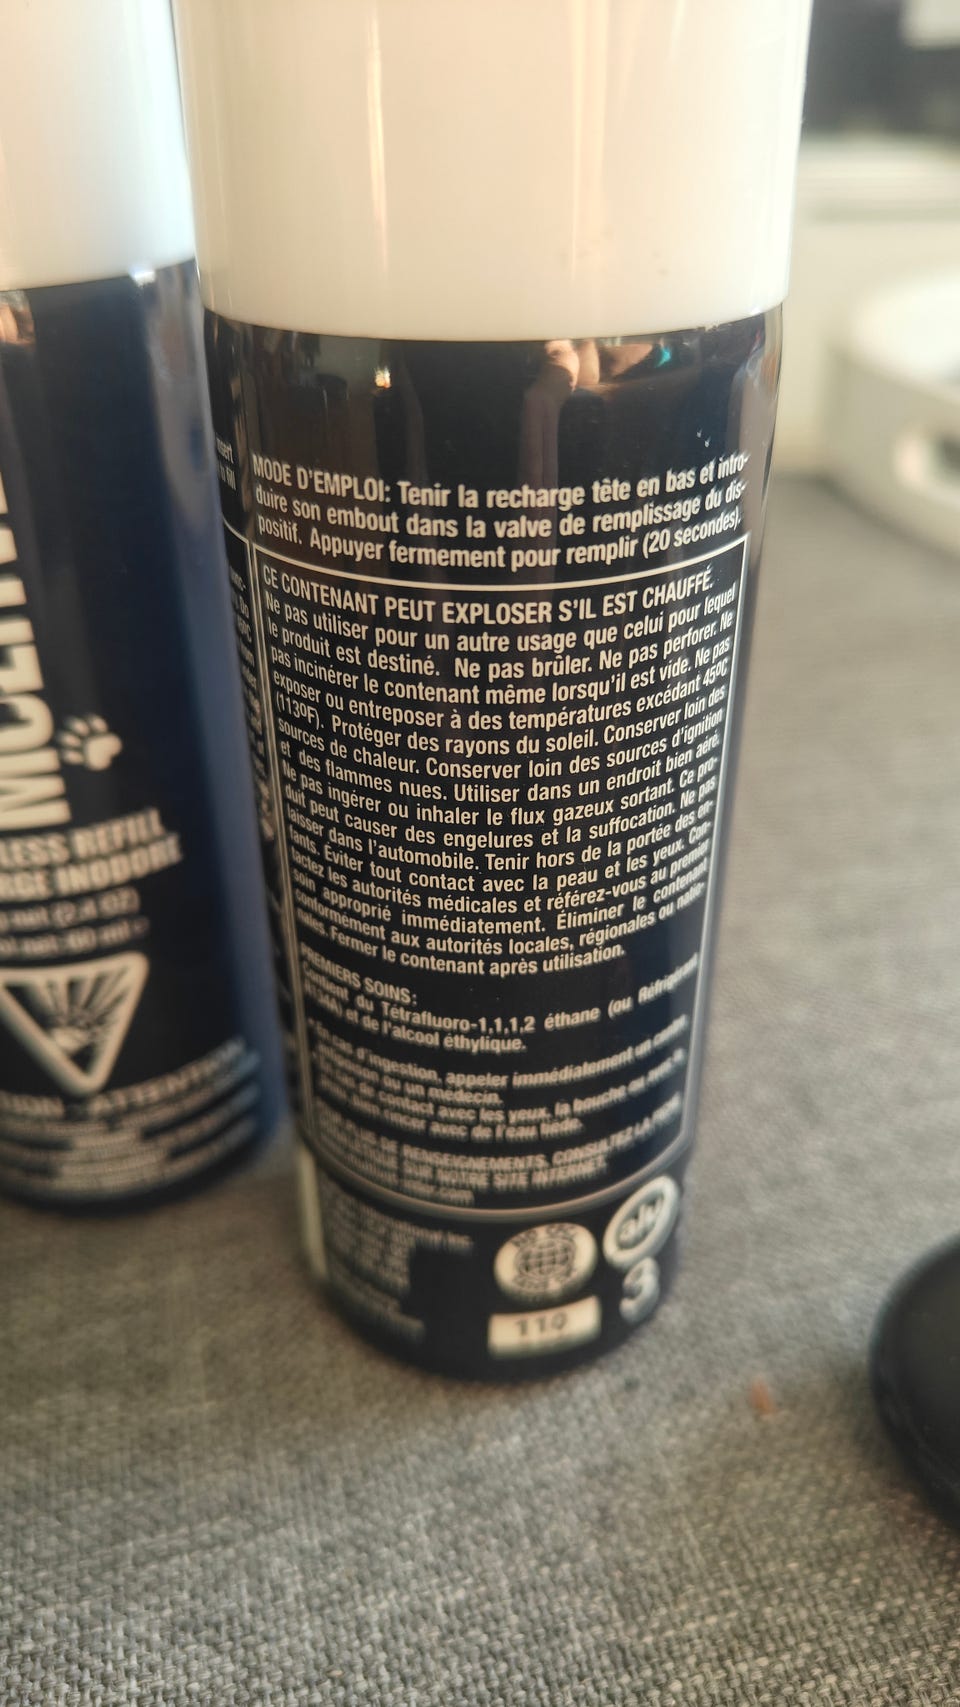 LESS REFILL
RGE INODORE
net (2.4 OZ)
MODE D'EMPLOI: Tenir la recharge tête en bas et intro-
duire son embout dans la valve de remplissage du dis-
positif. Appuyer fermement pour remplir (20 secondes).
CE CONTENANT PEUT EXPLOSER S'IL EST CHAUFFÉ.
Ne pas utiliser pour un autre usage que celui pour lequel
le produit est destiné. Ne pas brûler. Ne pas perforer. Ne
pas incinérer le contenant même lorsqu'il est vide. Ne pas
exposer ou entreposer à des températures excédant 45ºC
(113ºF). Protéger des rayons du soleil. Conserver loin des
sources de chaleur. Conserver loin des sources d'ignition
et des flammes nues. Utiliser dans un endroit bien aéré.
Ne pas ingérer ou inhaler le flux gazeux sortant. Ce pro-
duit peut causer des engelures et la suffocation. Ne pas
laisser dans l'automobile. Tenir hors de la portée des en-
fants. Éviter tout contact avec la peau et les yeux. Con-
tactez les autorités médicales et référez-vous au premier
soin approprié immédiatement. Éliminer le contenant
conformément aux autorités locales, régionales ou natio-
nales. Fermer le contenant après utilisation.
PREMIERS SOINS:
Contient du Tétrafluoro-1,1,1,2 éthane (ou Réfrigérant
R134A) et de l'alcool éthylique.
En cas d'ingestion, appeler immédiatement un centre
ou un médecin.
En cas de contact avec les yeux, la bouche ou
bien rincer avec de l'eau tiède.
PLUS DE RENSEIGNEMENTS, CONSULTEZ LA
SUR NOTRE SITE INTERNET.
alu
3
110